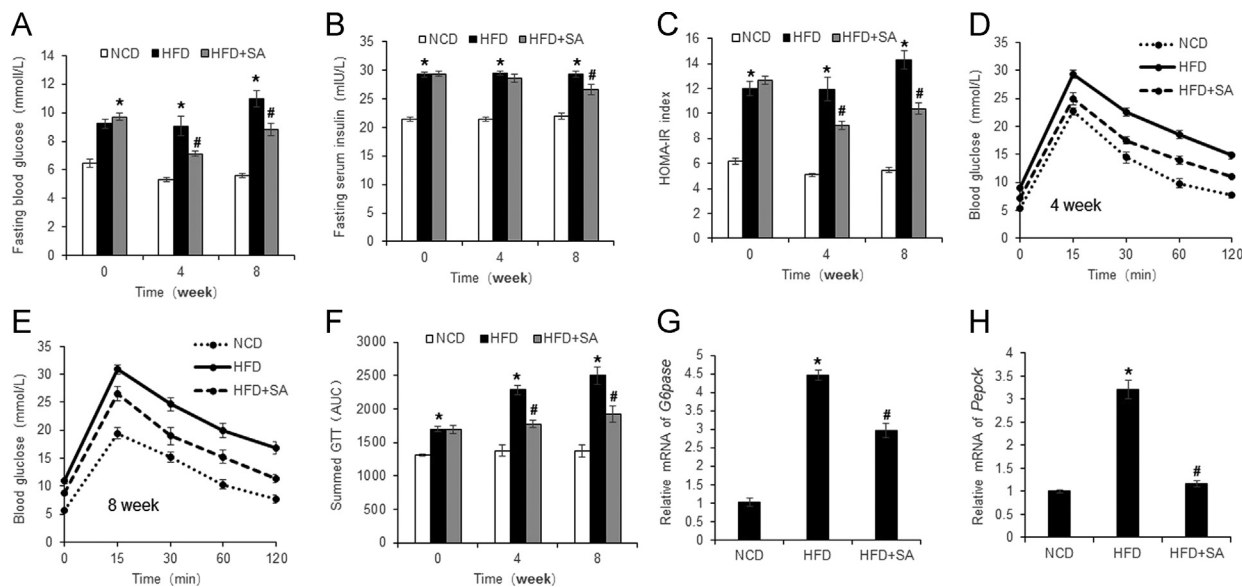 A
NCD HFD HFD+SA
Fasting blood glucose (mmoll/L)
14
12
10
8
6
4
2
0
* * # * #
0 4 8
Time (week)
B
NCD HFD HFD+SA
Fasting serum insulin (mIU/L)
35
30
25
20
15
10
5
0
* * * #
0 4 8
Time (week)
C
NCD HFD HFD+SA
HOMA-IR index
16
14
12
10
8
6
4
2
0
* * # * #
0 4 8
Time (week)
D
NCD
HFD
HFD+SA
Blood gluclose (mmol/L)
35
30
25
20
15
10
5
0
4 week
0 15 30 60 120
Time (min)
E
NCD
HFD
HFD+SA
Blood gluclose (mmol/L)
35
30
25
20
15
10
5
0
8 week
0 15 30 60 120
Time (min)
F
NCD HFD HFD+SA
Summed GTT (AUC)
3000
2500
2000
1500
1000
500
0
* * # * #
0 4 8
Time (week)
G
Relative mRNA of G6pase
5
4.5
4
3.5
3
2.5
2
1.5
1
0.5
0
* #
NCD HFD HFD+SA
H
Relative mRNA of Pepck
4
3.5
3
2.5
2
1.5
1
0.5
0
* #
NCD HFD HFD+SA